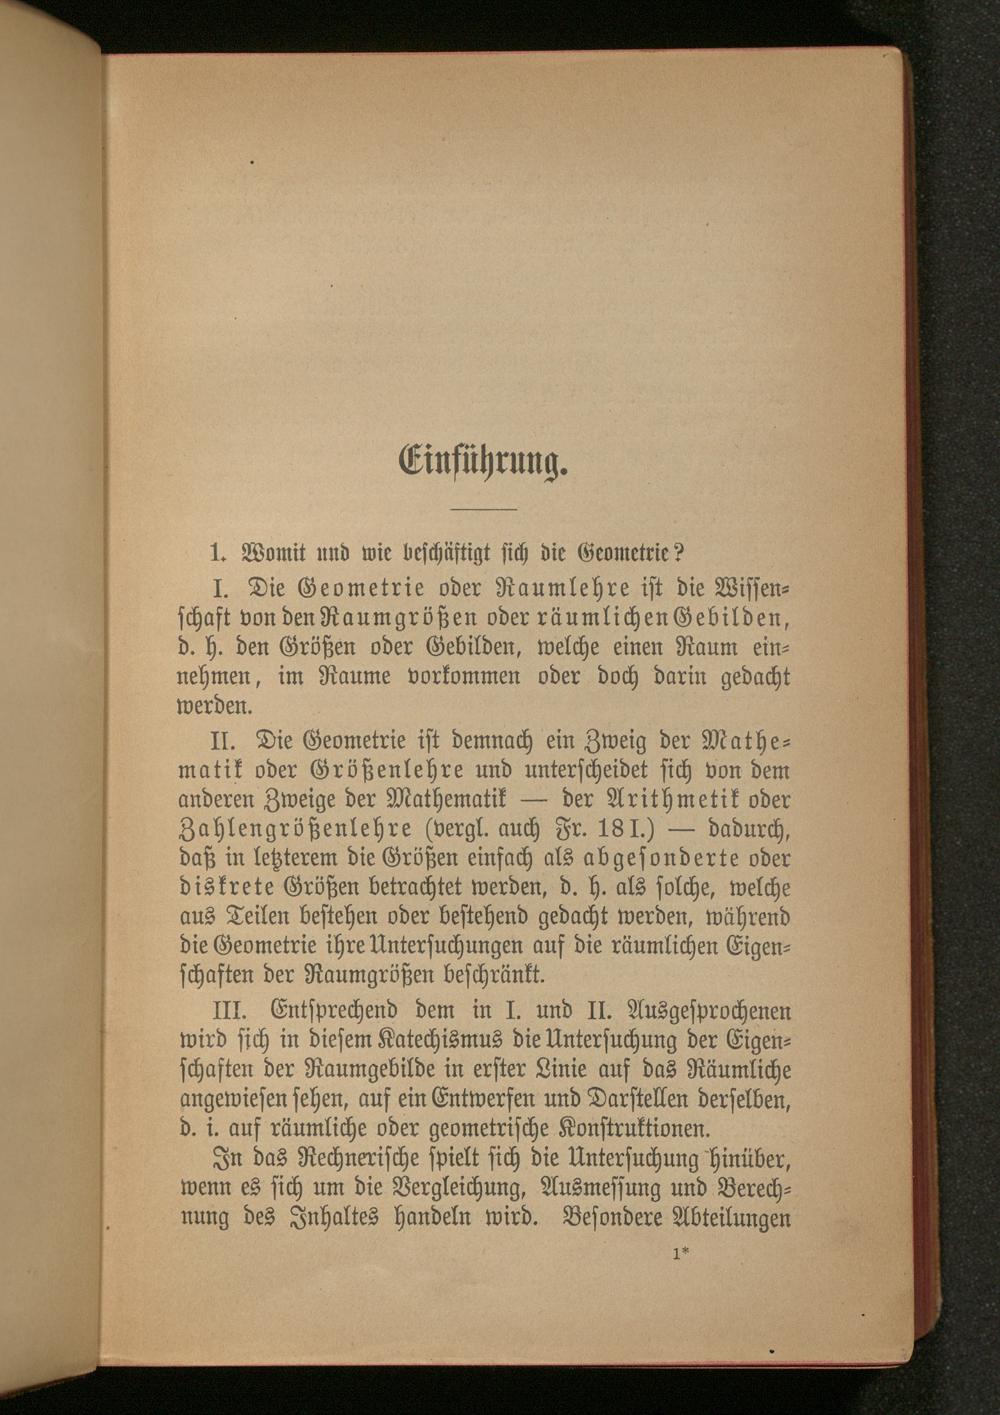 Einführung.
1. Womit und wie beschäftigt sich die Geometrie?
I. Die Geometrie oder Raumlehre ist die Wissen-
schaft von den Raumgrößen oder räumlichen Gebilden,
d. h. den Größen oder Gebilden, welche einen Raum ein-
nehmen, im Raume vorkommen oder doch darin gedacht
werden.
II. Die Geometrie ist demnach ein Zweig der Mathe-
matik oder Größenlehre und unterscheidet sich von dem
anderen Zweige der Mathematik — der Arithmetik oder
Zahlengrößenlehre (vergl. auch Fr. 18 I.) — dadurch,
daß in letzterem die Größen einfach als abgesonderte oder
diskrete Größen betrachtet werden, d. h. als solche, welche
aus Teilen bestehen oder bestehend gedacht werden, während
die Geometrie ihre Untersuchungen auf die räumlichen Eigen-
schaften der Raumgrößen beschränkt.
III. Entsprechend dem in I. und II. Ausgesprochenen
wird sich in diesem Katechismus die Untersuchung der Eigen-
schaften der Raumgebilde in erster Linie auf das Räumliche
angewiesen sehen, auf ein Entwerfen und Darstellen derselben,
d. i. auf räumliche oder geometrische Konstruktionen.
In das Rechnerische spielt sich die Untersuchung hinüber,
wenn es sich um die Vergleichung, Ausmessung und Berech-
nung des Inhaltes handeln wird. Besondere Abteilungen
1*